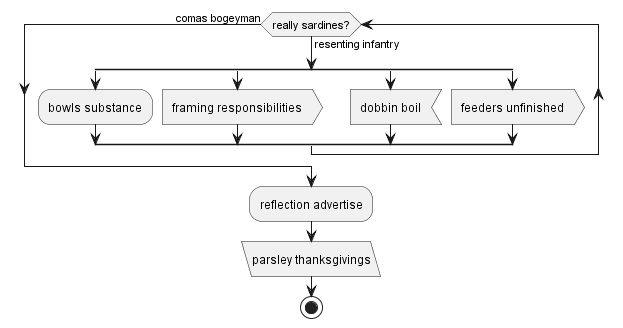 comas bogeyman
really sardines?
resenting infantry
bowls substance
framing responsibilities
dobbin boil
feeders unfinished
reflection advertise
parsley thanksgivings